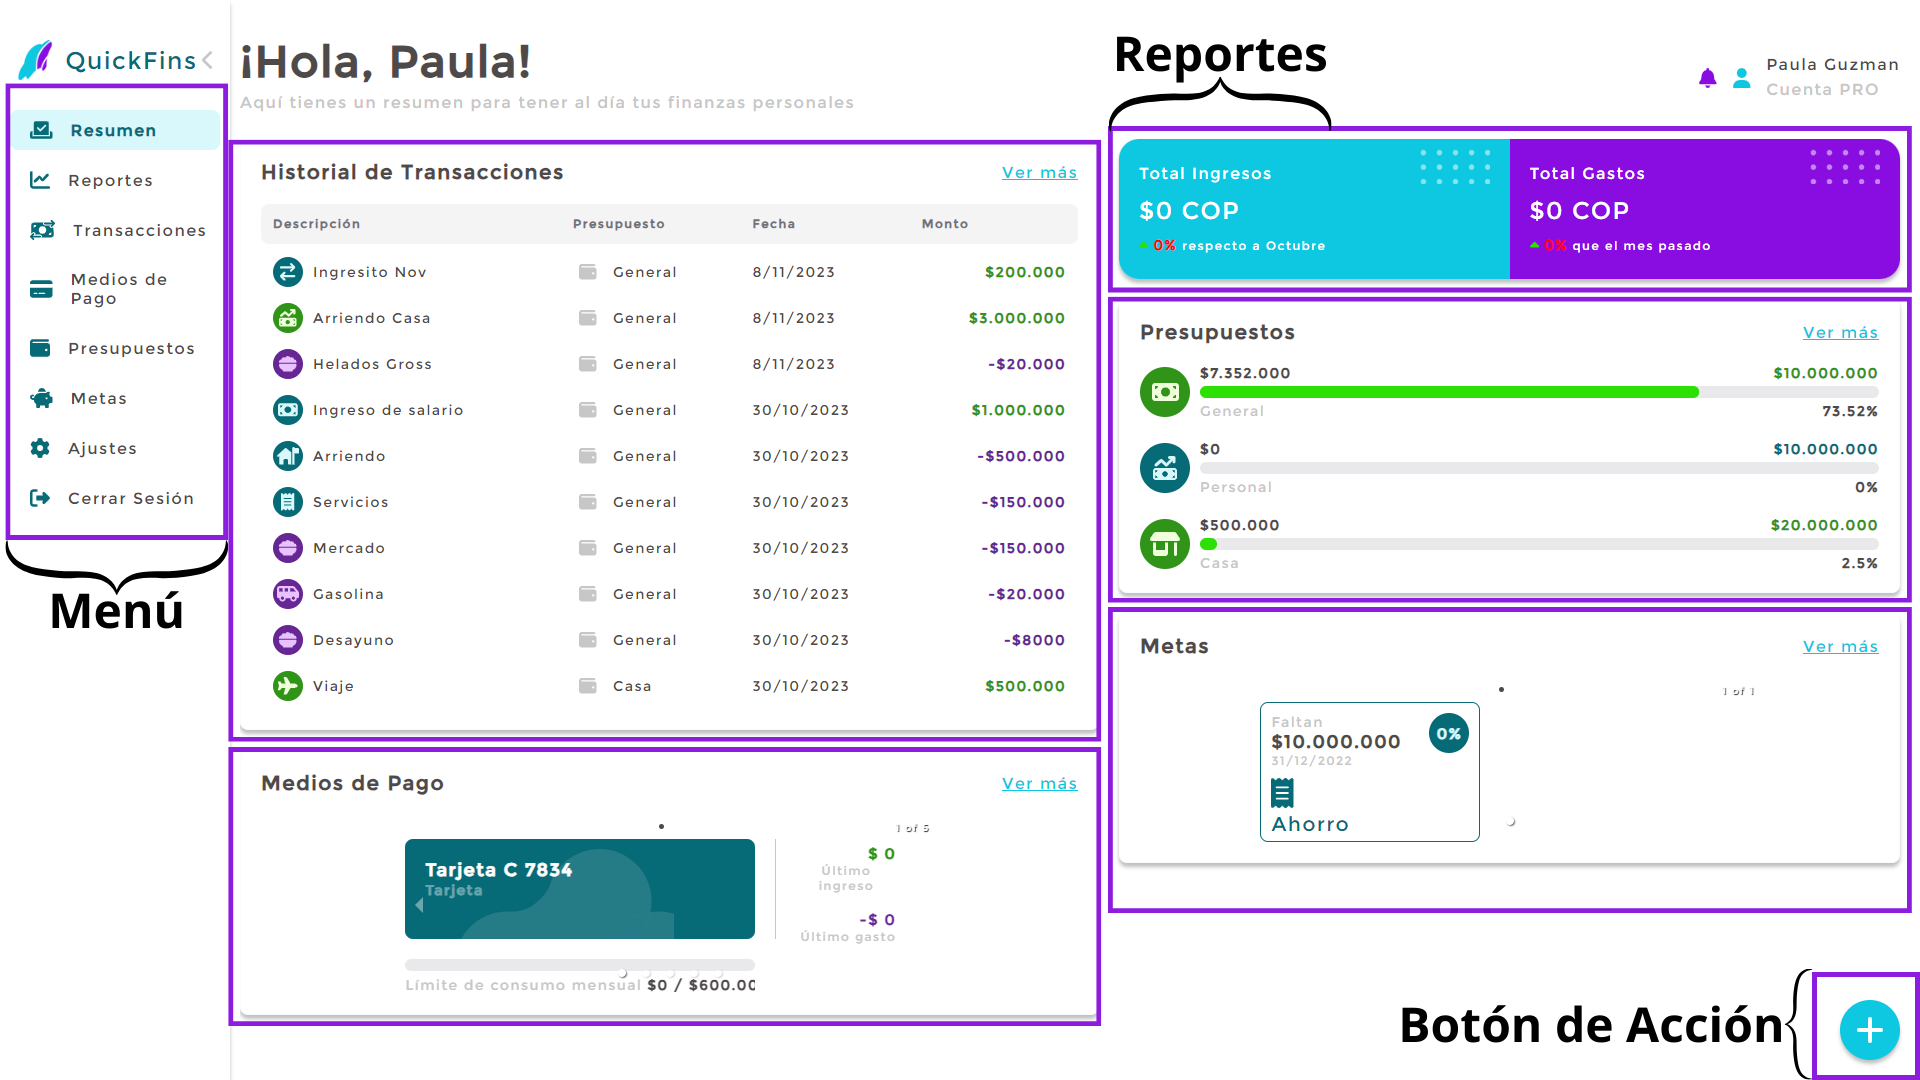 QuickFins
¡Hola, Paula!
Aquí tienes un resumen para tener al día tus finanzas personales
Reportes
Paula Guzman
Cuenta PRO
Resumen
Reportes
Transacciones
Medios de
Pago
Presupuestos
Metas
Ajustes
Cerrar Sesión
Menú
Historial de Transacciones
Ver más
Descripción Presupuesto Fecha Monto
Ingresito Nov General 8/11/2023 $200.000
Arriendo Casa General 8/11/2023 $3.000.000
Helados Gross General 8/11/2023 -$20.000
Ingreso de salario General 30/10/2023 $1.000.000
Arriendo General 30/10/2023 -$500.000
Servicios General 30/10/2023 -$150.000
Mercado General 30/10/2023 -$150.000
Gasolina General 30/10/2023 -$20.000
Desayuno General 30/10/2023 -$8000
Viaje Casa 30/10/2023 $500.000
Medios de Pago
Ver más
1 of 5
Tarjeta C 7834
Tarjeta
$ 0
Último
ingreso
-$ 0
Último gasto
Límite de consumo mensual $0 / $600.00
Total Ingresos
$0 COP
0% respecto a Octubre
Total Gastos
$0 COP
0% que el mes pasado
Presupuestos
Ver más
$7.352.000 $10.000.000
General 73.52%
$0 $10.000.000
Personal 0%
$500.000 $20.000.000
Casa 2.5%
Metas
Ver más
1 of 1
Faltan
$10.000.000
0%
31/12/2022
Ahorro
Botón de Acción